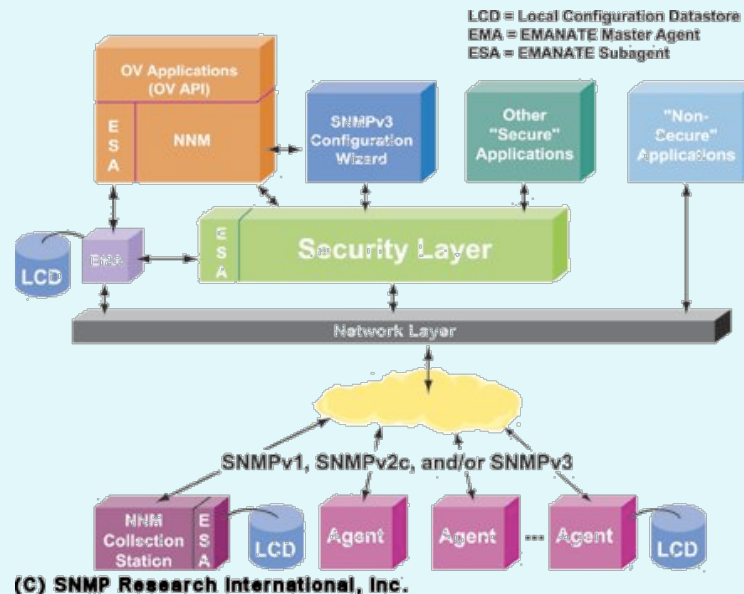 LCD = Local Configuration Datastore
EMA = EMANATE Master Agent
ESA = EMANATE Subagent
OV Applications
(OV API)
E
S
A
NNM
SNMPv3
Configuration
Wizard
Other
"Secure"
Applications
"Non-
Secure"
Applications
LCD
EMA
E
S
A
Security Layer
Network Layer
SNMPv1, SNMPv2c, and/or SNMPv3
NNM
Collection
Station
E
S
A
LCD
Agent
Agent
...
Agent
LCD
(C) SNMP Research International, Inc.